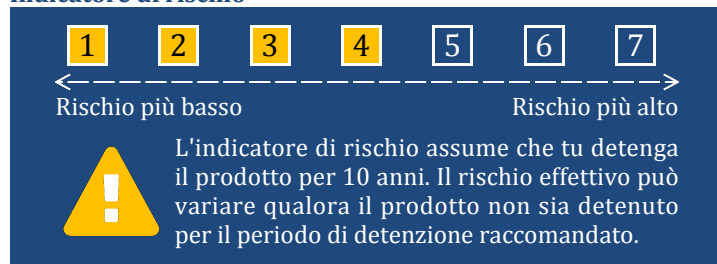 Indicatore di rischio
1 2 3 4 5 6 7
Rischio più basso Rischio più alto
L'indicatore di rischio assume che tu detenga
il prodotto per 10 anni. Il rischio effettivo può
variare qualora il prodotto non sia detenuto
per il periodo di detenzione raccomandato.